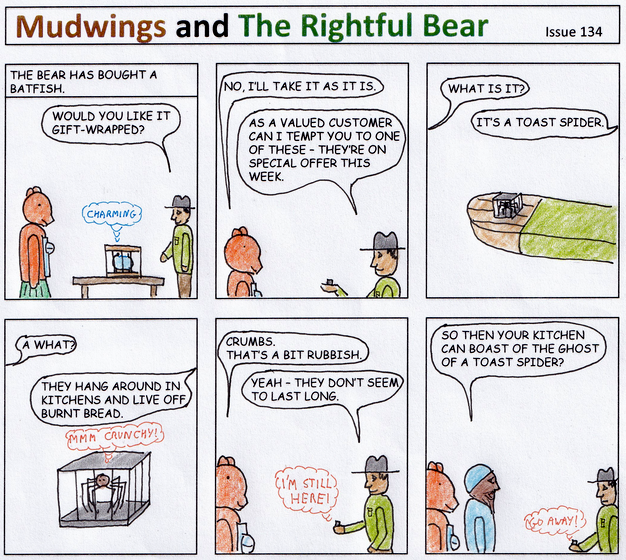 Mudwings and The Rightful Bear
Issue 134
THE BEAR HAS BOUGHT A
BATFISH.
WOULD YOU LIKE IT
GIFT-WRAPPED?
CHARMING
NO, I'LL TAKE IT AS IT IS.
AS A VALUED CUSTOMER
CAN I TEMPT YOU TO ONE
OF THESE - THEY'RE ON
SPECIAL OFFER THIS
WEEK.
WHAT IS IT?
IT'S A TOAST SPIDER.
A WHAT?
THEY HANG AROUND IN
KITCHENS AND LIVE OFF
BURNT BREAD.
MMM CRUNCHY!
CRUMBS.
THAT'S A BIT RUBBISH.
YEAH - THEY DON'T SEEM
TO LAST LONG.
I'M STILL
HERE!
SO THEN YOUR KITCHEN
CAN BOAST OF THE GHOST
OF A TOAST SPIDER?
GO AWAY!